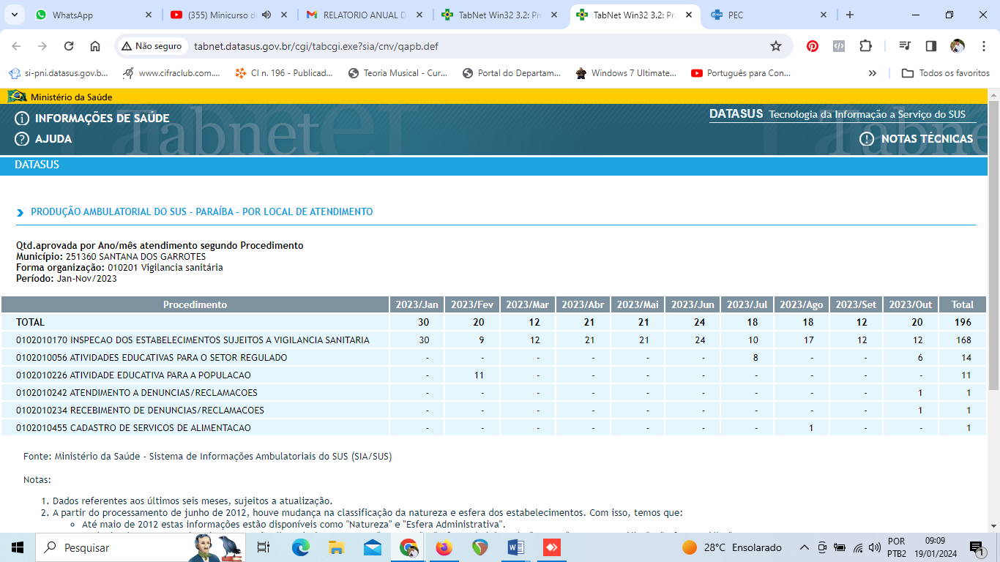 WhatsApp (355) Minicurso d RELATORIO ANUAL D TabNet Win32 3.2: Pr TabNet Win32 3.2: Pr PEC
Não seguro tabnet.datasus.gov.br/cgi/tabcgi.exe?sia/cnv/qapb.def
si-pni.datasus.gov.b... www.cifraclub.com.... CI n. 196 - Publicad... Teoria Musical - Cur... Portal do Departam... Windows 7 Ultimate... Português para Con... » Todos os favoritos
Ministério da Saúde
INFORMAÇÕES DE SAÚDE DATASUS Tecnologia da Informação a Serviço do SUS
Tabnet
AJUDA NOTAS TÉCNICAS
DATASUS
PRODUÇÃO AMBULATORIAL DO SUS - PARAÍBA - POR LOCAL DE ATENDIMENTO
Qtd.aprovada por Ano/mês atendimento segundo Procedimento
Município: 251360 SANTANA DOS GARROTES
Forma organização: 010201 Vigilancia sanitária
Período: Jan-Nov/2023
Procedimento 2023/Jan 2023/Fev 2023/Mar 2023/Abr 2023/Mai 2023/Jun 2023/Jul 2023/Ago 2023/Set 2023/Out Total
TOTAL 30 20 12 21 21 24 18 18 12 20 196
0102010170 INSPECAO DOS ESTABELECIMENTOS SUJEITOS A VIGILANCIA SANITARIA 30 9 12 21 21 24 10 17 12 12 168
0102010056 ATIVIDADES EDUCATIVAS PARA O SETOR REGULADO - - - - - - 8 - - 6 14
0102010226 ATIVIDADE EDUCATIVA PARA A POPULACAO - 11 - - - - - - - - 11
0102010242 ATENDIMENTO A DENUNCIAS/RECLAMACOES - - - - - - - - - 1 1
0102010234 RECEBIMENTO DE DENUNCIAS/RECLAMACOES - - - - - - - - - 1 1
0102010455 CADASTRO DE SERVICOS DE ALIMENTACAO - - - - - - - 1 - - 1
Fonte: Ministério da Saúde - Sistema de Informações Ambulatoriais do SUS (SIA/SUS)
Notas:
1. Dados referentes aos últimos seis meses, sujeitos a atualização.
2. A partir do processamento de junho de 2012, houve mudança na classificação da natureza e esfera dos estabelecimentos. Com isso, temos que:
Até maio de 2012 estas informações estão disponíveis como "Natureza" e "Esfera Administrativa".
Pesquisar 28°C Ensolarado POR 09:09
PTB2 19/01/2024 1